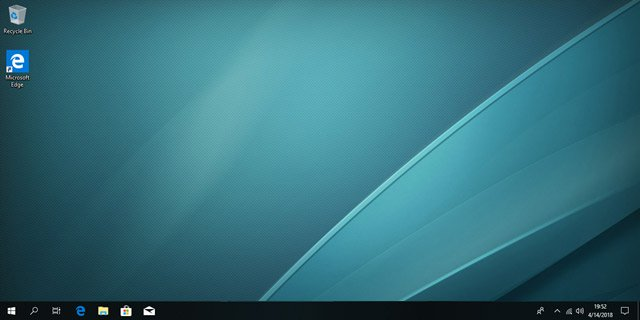 Recycle Bin
Microsoft
Edge
19:52
4/14/2018